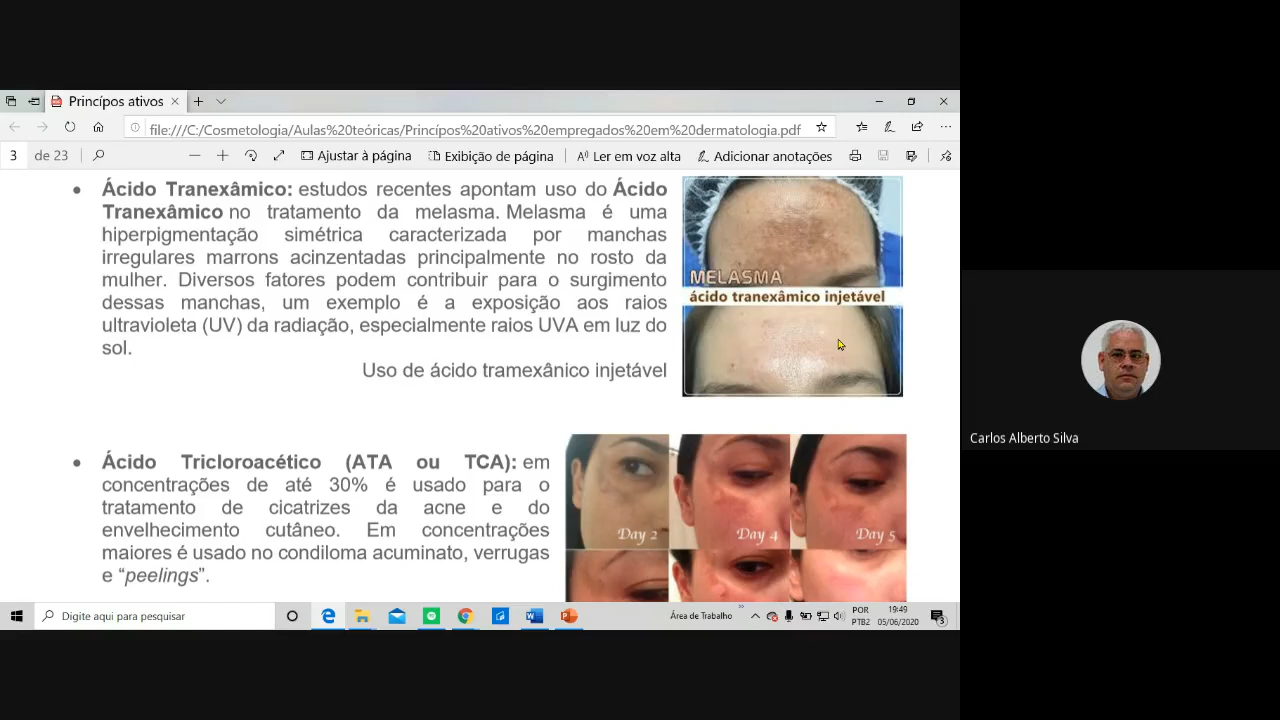 Princípos ativos
file:///C:/Cosmetologia/Aulas%20teóricas/Princípos%20ativos%20empregados%20em%20dermatologia.pdf
3 de 23
Ajustar à página
Exibição de página
Ler em voz alta
Adicionar anotações
• Ácido Tranexâmico: estudos recentes apontam uso do Ácido
Tranexâmico no tratamento da melasma. Melasma é uma
hiperpigmentação simétrica caracterizada por manchas
irregulares marrons acinzentadas principalmente no rosto da
mulher. Diversos fatores podem contribuir para o surgimento
dessas manchas, um exemplo é a exposição aos raios
ultravioleta (UV) da radiação, especialmente raios UVA em luz do
sol.
Uso de ácido tramexânico injetável
MELASMA
ácido tranexâmico injetável
• Ácido Tricloroacético (ATA ou TCA): em
concentrações de até 30% é usado para o
tratamento de cicatrizes da acne e do
envelhecimento cutâneo. Em concentrações
maiores é usado no condiloma acuminato, verrugas
e “peelings”.
Day 2
Day 4
Day 5
Carlos Alberto Silva
Digite aqui para pesquisar
Área de Trabalho
POR
PTB2
19:49
05/06/2020
3